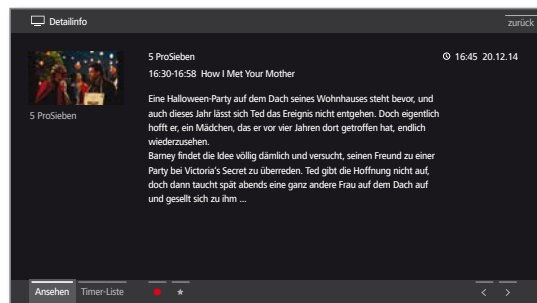 Detailinfo
zurück
5 ProSieben
16:45 20.12.14
16:30-16:58 How I Met Your Mother
5 ProSieben
Eine Halloween-Party auf dem Dach seines Wohnhauses steht bevor, und
auch dieses Jahr lässt sich Ted das Ereignis nicht entgehen. Doch eigentlich
hofft er, ein Mädchen, das er vor vier Jahren dort getroffen hat, endlich
wiederzusehen.
Barney findet die Idee völlig dämlich und versucht, seinen Freund zu einer
Party bei Victoria's Secret zu überreden. Ted gibt die Hoffnung nicht auf,
doch dann taucht spät abends eine ganz andere Frau auf dem Dach auf
und gesellt sich zu ihm ...
Ansehen Timer-Liste